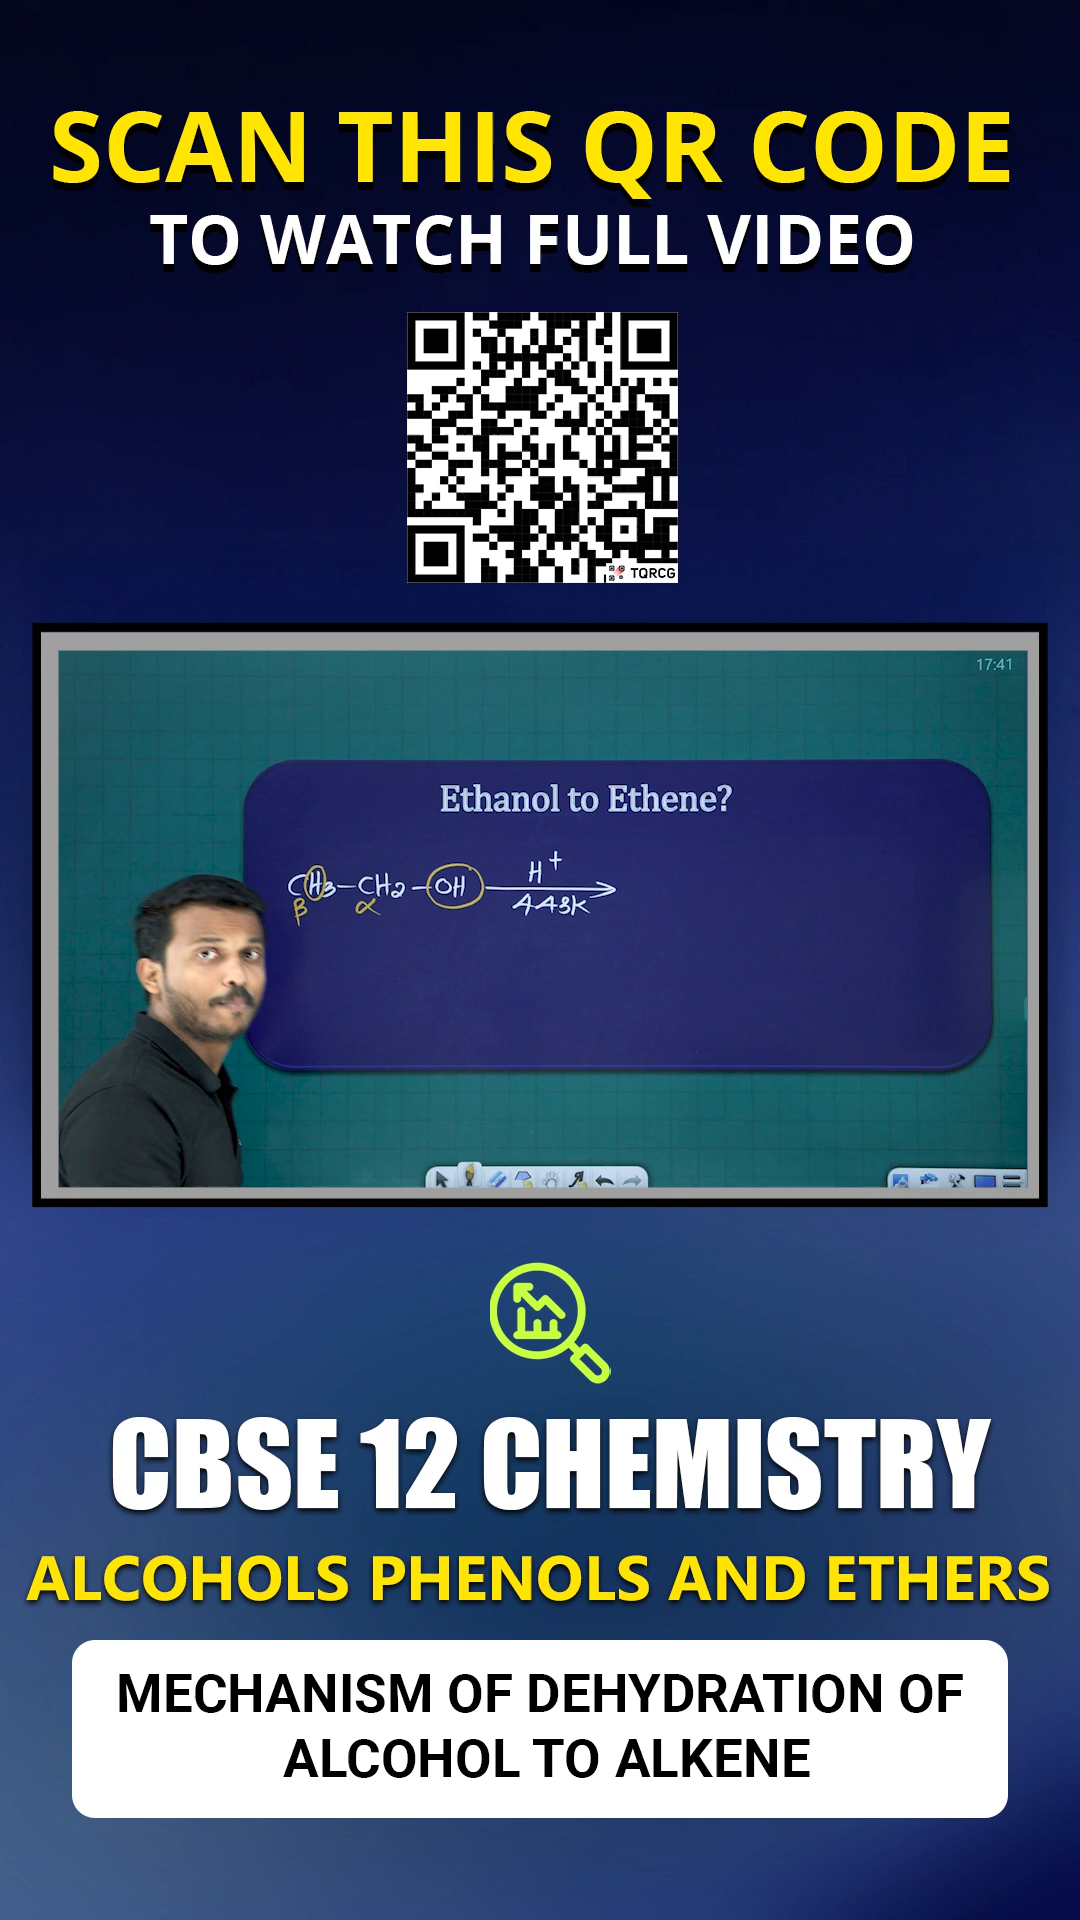 SCAN THIS QR CODE
TO WATCH FULL VIDEO
TQRCG
17:41
Ethanol to Ethene?
CH3-CH2-OH H+
β α 443K
CBSE 12 CHEMISTRY
ALCOHOLS PHENOLS AND ETHERS
MECHANISM OF DEHYDRATION OF
ALCOHOL TO ALKENE